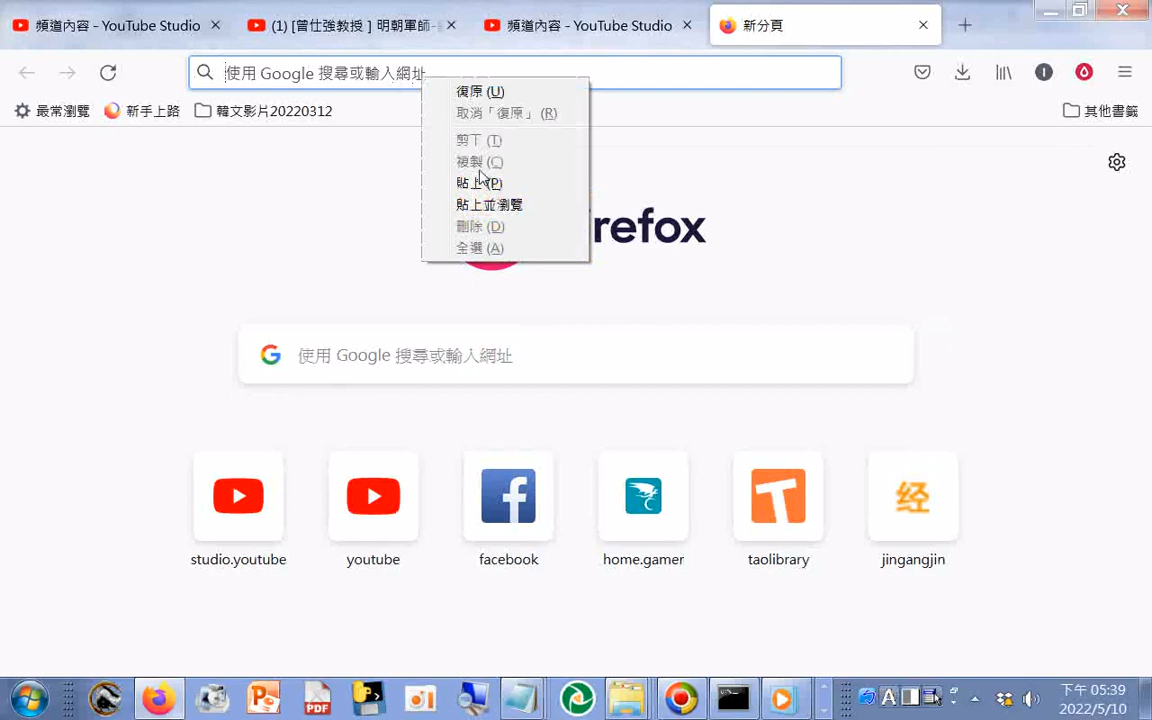 頻道內容 - YouTube Studio
(1) [曾仕強教授 ] 明朝軍師-
頻道內容 - YouTube Studio
新分頁
使用 Google 搜尋或輸入網址
最常瀏覽
新手上路
韓文影片20220312
其他書籤
復原 (U)
取消「復原」 (R)
剪下 (T)
複製 (C)
貼上 (P)
貼上並瀏覽
刪除 (D)
全選 (A)
refox
使用 Google 搜尋或輸入網址
studio.youtube
youtube
facebook
home.gamer
taolibrary
经
jingangjin
PDF
A
下午 05:39
2022/5/10